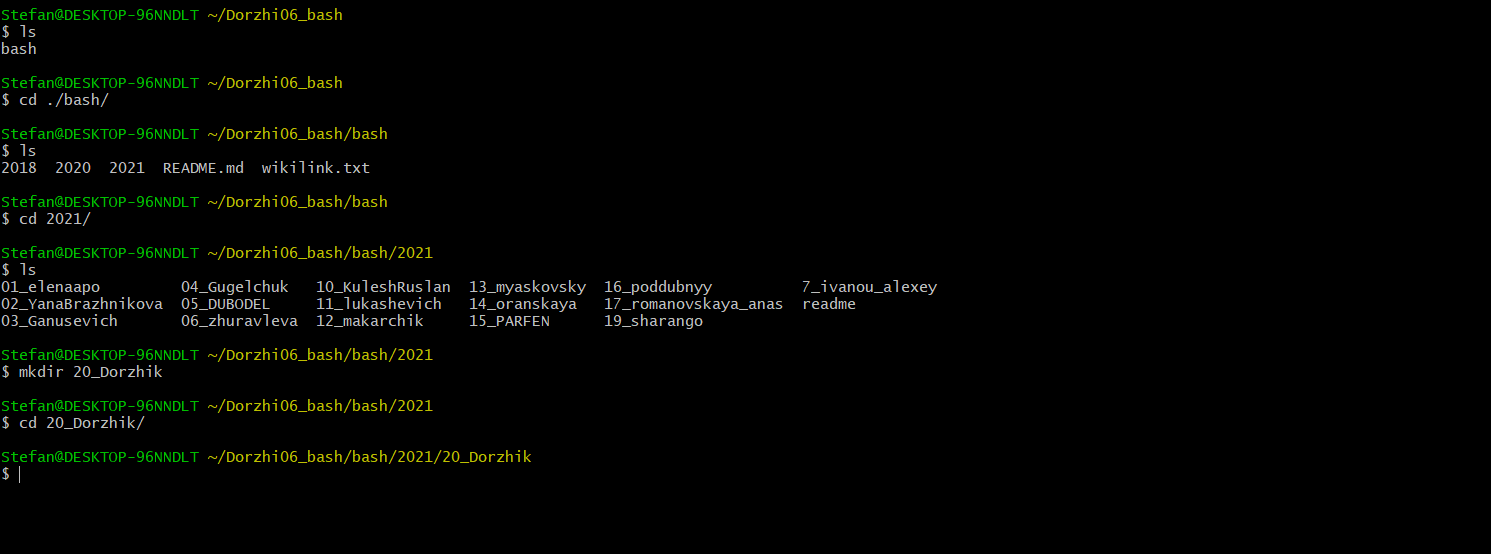 Stefan@DESKTOP-96NNDLT ~/Dorzhi06_bash
$ ls
bash
Stefan@DESKTOP-96NNDLT ~/Dorzhi06_bash
$ cd ./bash/
Stefan@DESKTOP-96NNDLT ~/Dorzhi06_bash/bash
$ ls
2018  2020  2021  README.md  wikilink.txt
Stefan@DESKTOP-96NNDLT ~/Dorzhi06_bash/bash
$ cd 2021/
Stefan@DESKTOP-96NNDLT ~/Dorzhi06_bash/bash/2021
$ ls
01_elenaapo         04_Gugelchuk   10_KuleshRuslan  13_myaskovsky  16_poddubnyy          7_ivanou_alexey
02_YanaBrazhnikova  05_DUBODEL     11_lukashevich   14_oranskaya   17_romanovskaya_anas  readme
03_Ganusevich       06_zhuravleva  12_makarchik     15_PARFEN      19_sharango
Stefan@DESKTOP-96NNDLT ~/Dorzhi06_bash/bash/2021
$ mkdir 20_Dorzhik
Stefan@DESKTOP-96NNDLT ~/Dorzhi06_bash/bash/2021
$ cd 20_Dorzhik/
Stefan@DESKTOP-96NNDLT ~/Dorzhi06_bash/bash/2021/20_Dorzhik
$